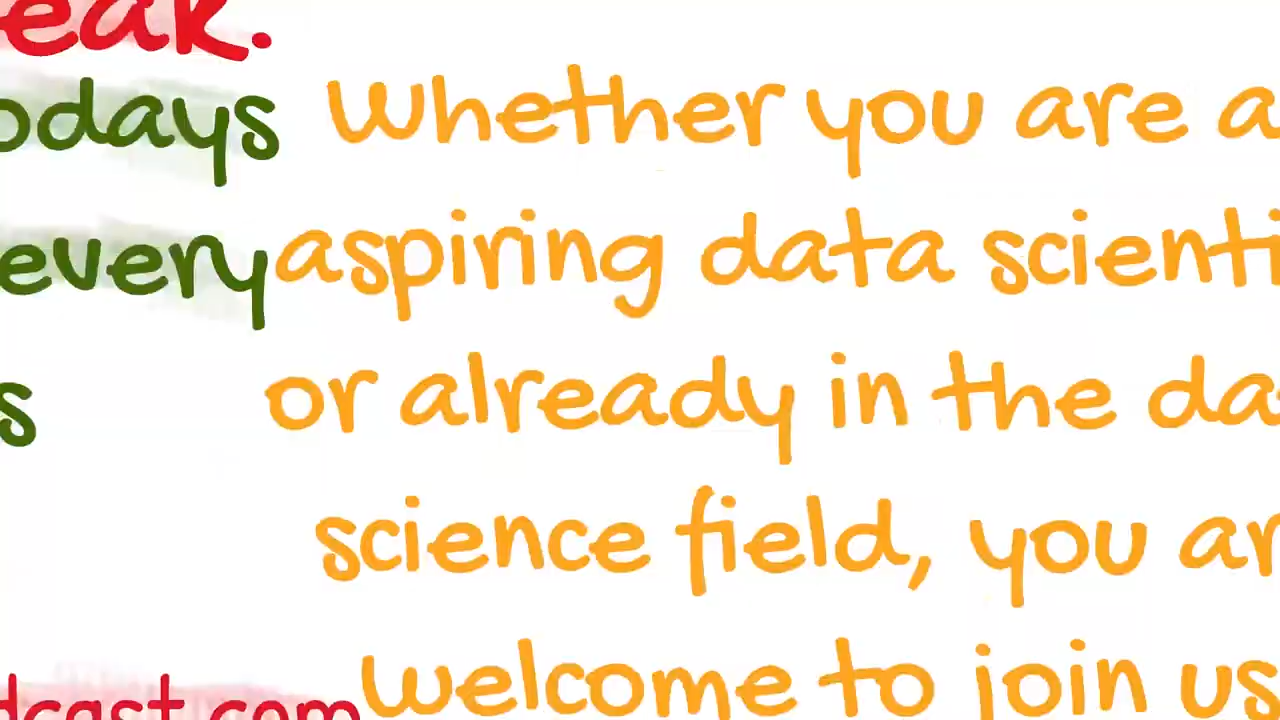 eak.
odays
every
s
dcast.com
Whether you are a
aspiring data scienti
or already in the da
science field, you ar
welcome to join us